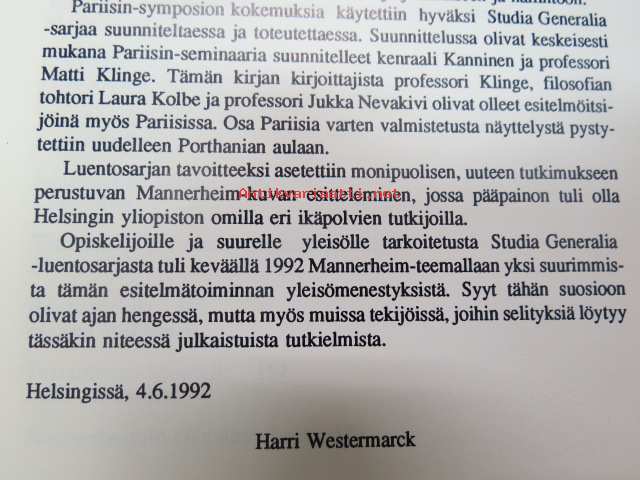 Pariisin-symposion kokemuksia käytettiin hyväksi Studia Generalia
-sarjaa suunniteltaessa ja toteutettaessa. Suunnittelussa olivat keskeisesti
mukana Pariisin-seminaaria suunnitelleet kenraali Kanninen ja professori
Matti Klinge. Tämän kirjan kirjoittajista professori Klinge, filosofian
tohtori Laura Kolbe ja professori Jukka Nevakivi olivat olleet esitelmöitsi-
jöinä myös Pariisissa. Osa Pariisia varten valmistetusta näyttelystä pysty-
tettiin uudelleen Porthanian aulaan.
Luentosarjan tavoitteeksi asetettiin monipuolisen, uuteen tutkimukseen
perustuvan Mannerheim-kuvan esitteleminen, jossa pääpainon tuli olla
Helsingin yliopiston omilla eri ikäpolvien tutkijoilla.
Opiskelijoille ja suurelle yleisölle tarkoitetusta Studia Generalia
-luentosarjasta tuli keväällä 1992 Mannerheim-teemallaan yksi suurimmis-
ta tämän esitelmätoiminnan yleisömenestyksistä. Syyt tähän suosioon
olivat ajan hengessä, mutta myös muissa tekijöissä, joihin selityksiä löytyy
tässäkin niteessä julkaistuista tutkielmista.
Helsingissä, 4.6.1992
Harri Westermarck